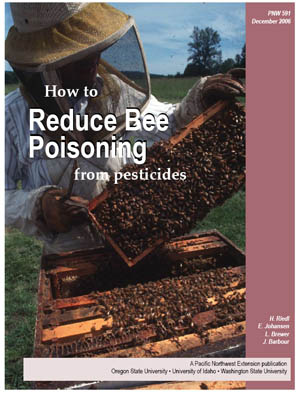 PNW 591
December 2006
How to
Reduce Bee
Poisoning
from pesticides
H. Riedl
E. Johansen
L. Brewer
J. Barbour
A Pacific Northwest Extension publication
Oregon State University • University of Idaho • Washington State University